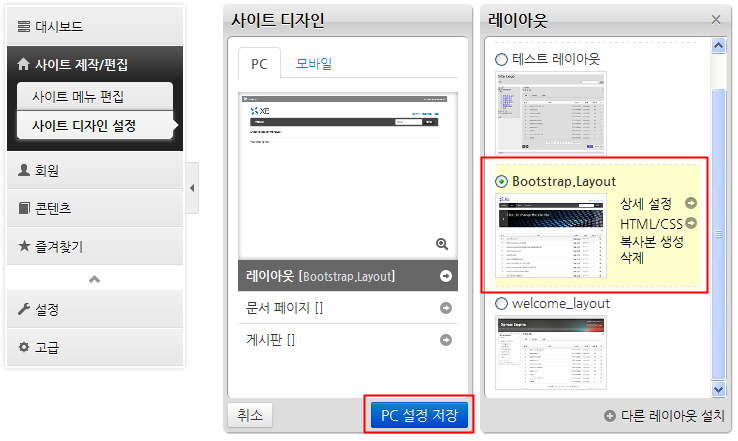 대시보드
사이트 제작/편집
사이트 메뉴 편집
사이트 디자인 설정
회원
콘텐츠
즐겨찾기
설정
고급
사이트 디자인
PC
모바일
XE
레이아웃 [Bootstrap,Layout]
문서 페이지 []
게시판 []
취소
PC 설정 저장
레이아웃
테스트 레이아웃
Bootstrap,Layout
상세 설정
HTML/CSS
복사본 생성
삭제
welcome_layout
다른 레이아웃 설치